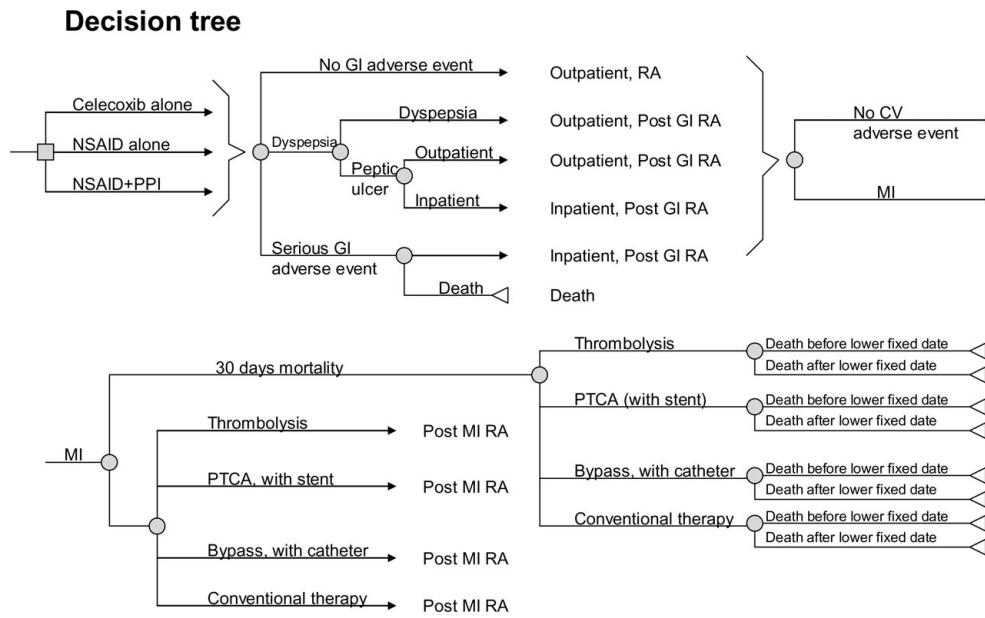 Decision tree
No GI adverse event
Outpatient, RA
Celecoxib alone
Dyspepsia
Outpatient, Post GI RA
No CV
adverse event
NSAID alone
Dyspepsia
Outpatient
Outpatient, Post GI RA
Peptic
ulcer
NSAID+PPI
MI
Inpatient
Inpatient, Post GI RA
Serious GI
adverse event
Inpatient, Post GI RA
Death
Death
Thrombolysis
Death before lower fixed date
Death after lower fixed date
30 days mortality
PTCA (with stent)
Death before lower fixed date
Death after lower fixed date
Thrombolysis
Post MI RA
MI
Bypass, with catheter
Death before lower fixed date
Death after lower fixed date
PTCA, with stent
Post MI RA
Conventional therapy
Death before lower fixed date
Death after lower fixed date
Bypass, with catheter
Post MI RA
Conventional therapy
Post MI RA